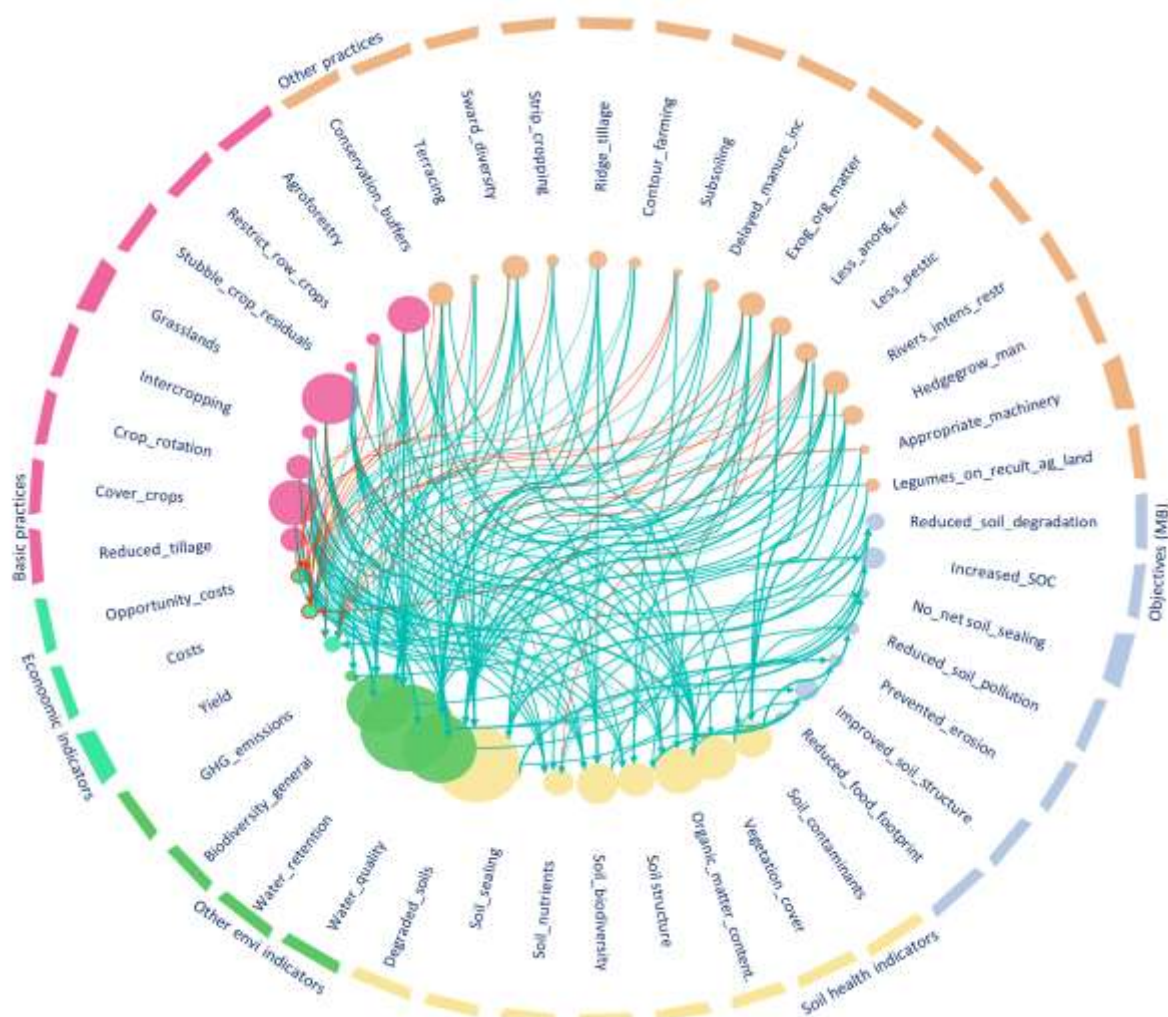 Other practices
Conservation_buffers
Terracing
Sward_diversity
Strip_cropping
Ridge_tillage
Contour_farming
Subsoiling
Delayed_manure_inc
Exog_org_matter
Less_anorg_fer
Less_pestic
Rivers_intens_restr
Hedgegrow_man
Appropriate_machinery
Legumes_on_recult_ag_land
Objectives (MB)
Reduced_soil_degradation
Increased_SOC
No_net soil_sealing
Reduced_soil_pollution
Prevented_erosion
Improved_soil_structure
Reduced_food_footprint
Soil health indicators
Soil_contaminants
Vegetation_cover
Organic_matter_content.
Soil structure
Soil_biodiversity
Soil_nutrients
Soil_sealing
Degraded_soils
Other envi indicators
Water_quality
Water_retention
Biodiversity_general
GHG_emissions
Econoomic indicators
Yield
Costs
Opportunity_costs
Basic practices
Reduced_tillage
Cover_crops
Crop_rotation
Intercropping
Grasslands
Stubble_crop_residuals
Restrict_row_crops
Agroforestry